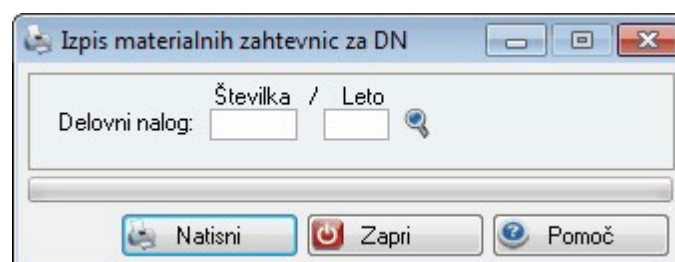 Izpis materialnih zahtevnic za DN
Številka / Leto
Delovni nalog:
Natisni Zapri Pomoč